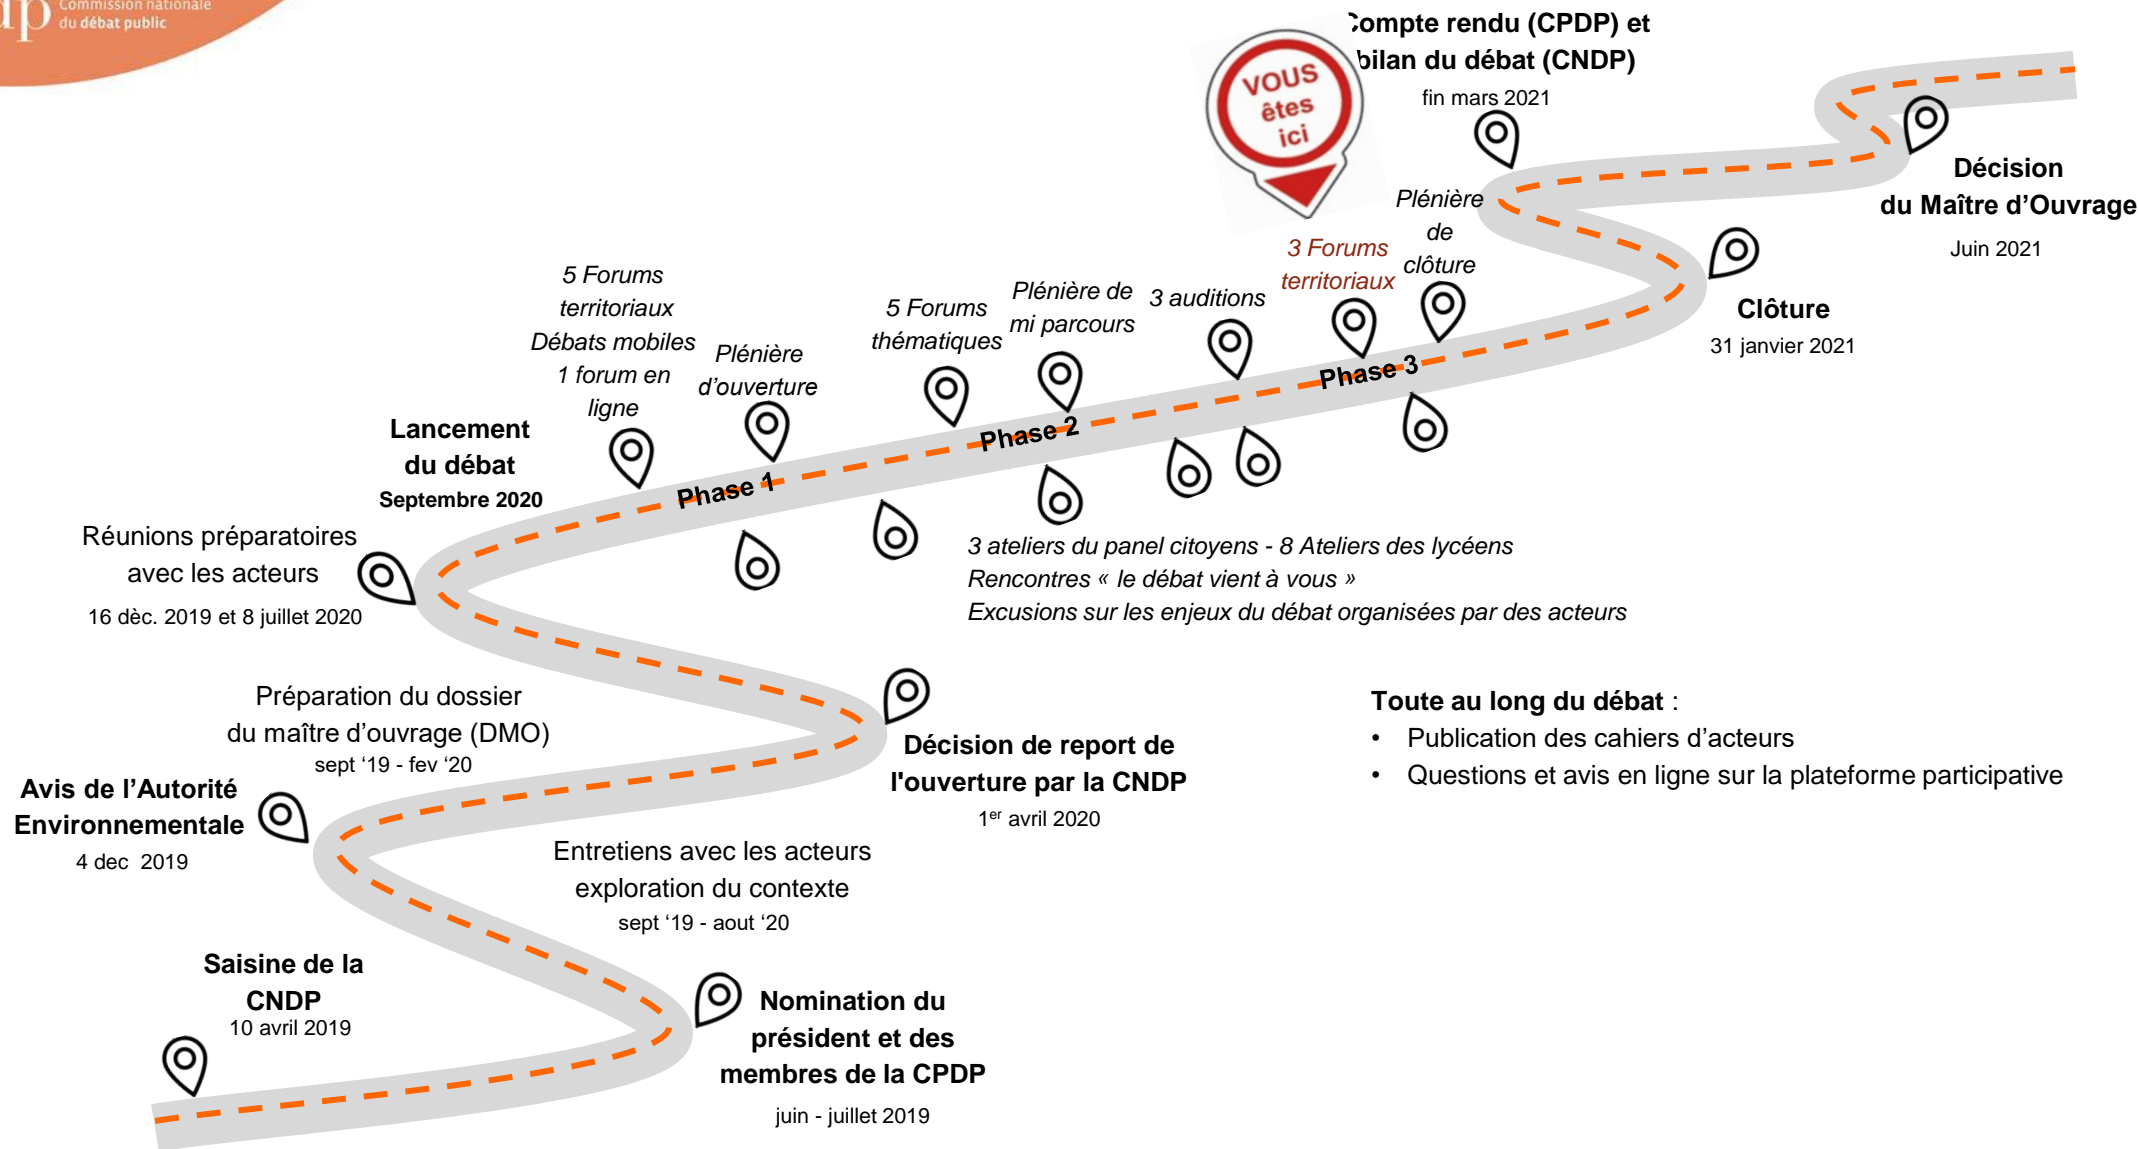 Commission nationale
du débat public
Compte rendu (CPDP) et
bilan du débat (CNDP)
fin mars 2021
VOUS
êtes
ici
Décision
du Maître d'Ouvrage
Juin 2021
Plénière
de
clôture
3 Forums
territoriaux
Clôture
31 janvier 2021
5 Forums
territoriaux
Débats mobiles
1 forum en
ligne
Plénière
d'ouverture
5 Forums
thématiques
Plénière de
mi parcours
3 auditions
Phase 1
Phase 2
Phase 3
Lancement
du débat
Septembre 2020
Réunions préparatoires
avec les acteurs
16 dèc. 2019 et 8 juillet 2020
3 ateliers du panel citoyens - 8 Ateliers des lycéens
Rencontres « le débat vient à vous »
Excusions sur les enjeux du débat organisées par des acteurs
Préparation du dossier
du maître d'ouvrage (DMO)
sept '19 - fev '20
Décision de report de
l'ouverture par la CNDP
1er avril 2020
Toute au long du débat :
• Publication des cahiers d'acteurs
• Questions et avis en ligne sur la plateforme participative
Avis de l'Autorité
Environnementale
4 dec 2019
Entretiens avec les acteurs
exploration du contexte
sept '19 - aout '20
Saisine de la
CNDP
10 avril 2019
Nomination du
président et des
membres de la CPDP
juin - juillet 2019